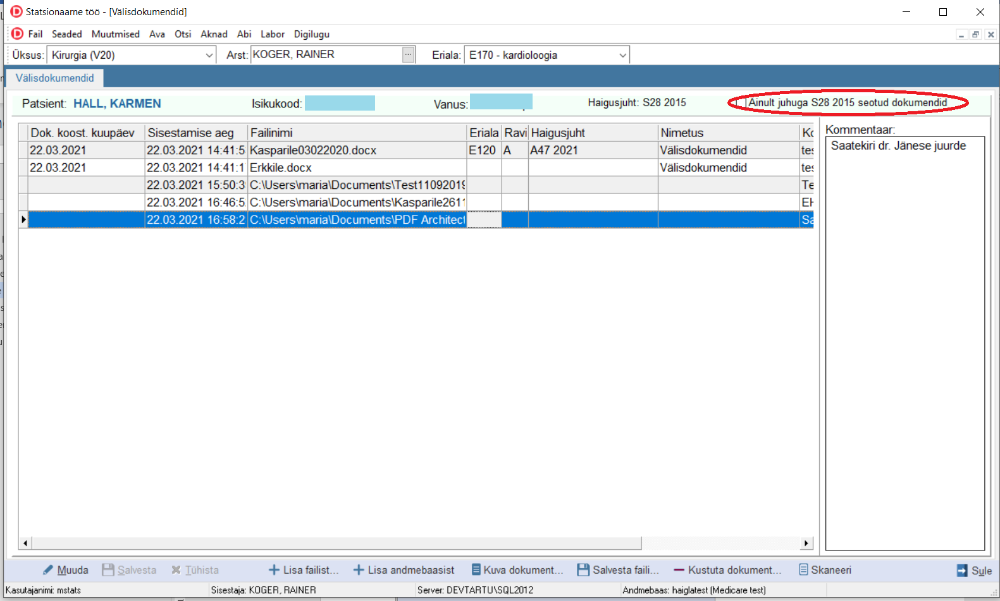 Statsionaarne töö - [Välisdokumendid]
Fail Seaded Muutmised Ava Otsi Aknad Abi Labor Digilugu
Üksus: Kirurgia (V20) Arst: KOGER, RAINER ... Eriala: E170 - kardioloogia
Välisdokumendid
Patsient: HALL, KARMEN Isikukood: Vanus: Haigusjuht: S28 2015 Ainult juhuga S28 2015 seotud dokumendid
Dok. koost. kuupäev Sisestamise aeg Failinimi Eriala Ravi Haigusjuht Nimetus Ko
22.03.2021 22.03.2021 14:41:5 Kasparile03022020.docx E120 A A47 2021 Välisdokumendid tes
22.03.2021 22.03.2021 14:41:1 Erkkile.docx Välisdokumendid tes
22.03.2021 15:50:3 C:\Users\maria\Documents\Test11092019 Te
22.03.2021 16:46:5 C:\Users\maria\Documents\Kasparile2611 EH
22.03.2021 16:58:2 C:\Users\maria\Documents\PDF Architect Sa
Kommentaar:
Saatekiri dr. Jänese juurde
Muuda Salvesta Tühista Lisa failist... Lisa andmebaasist Kuva dokument... Salvesta faili... Kustuta dokument... Skaneeri Sule
Kasutajanimi: mstats Sisestaja: KOGER, RAINER Server: DEVTARTU\SQL2012 Andmebaas: haiglatest (Medicare test)